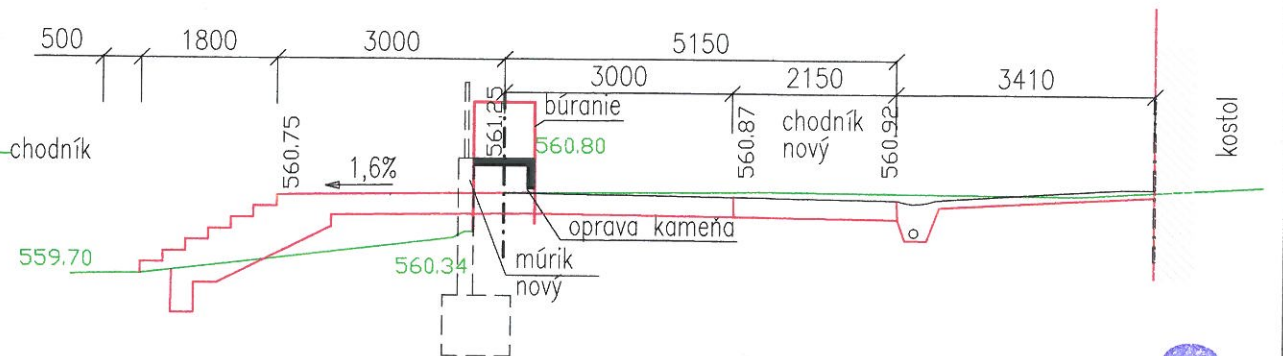 500
1800
3000
5150
3000
2150
3410
búranie
561.25
560.80
560.75
560.87
chodník
nový
560.92
kostol
chodník
1,6%
oprava kameňa
559.70
560.34
múrik
nový